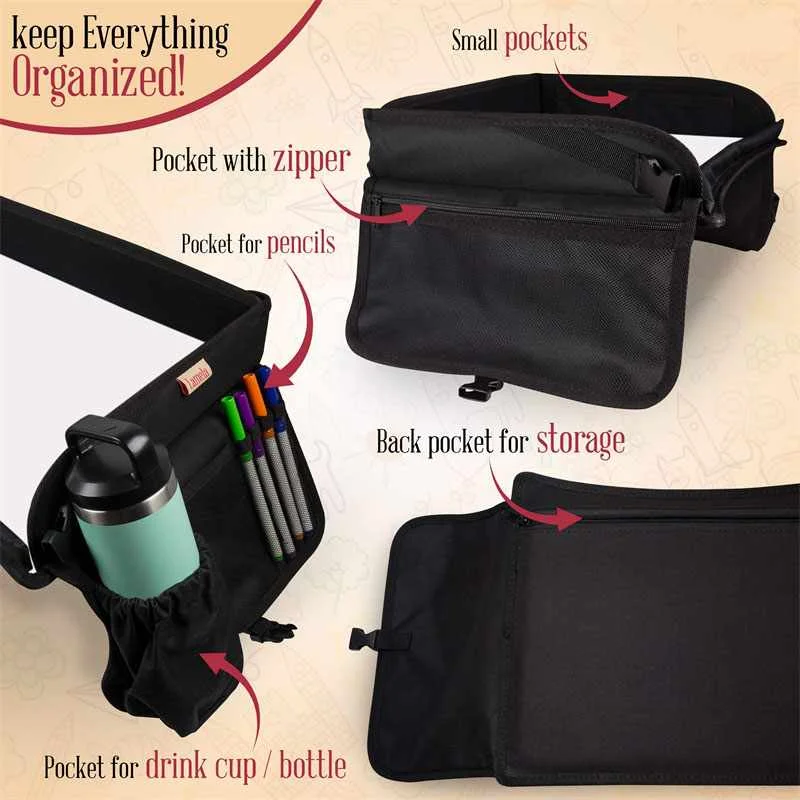 keep Everything
Organized!
Small pockets
Pocket with zipper
Pocket for pencils
Tamelu
Back pocket for storage
Pocket for drink cup / bottle